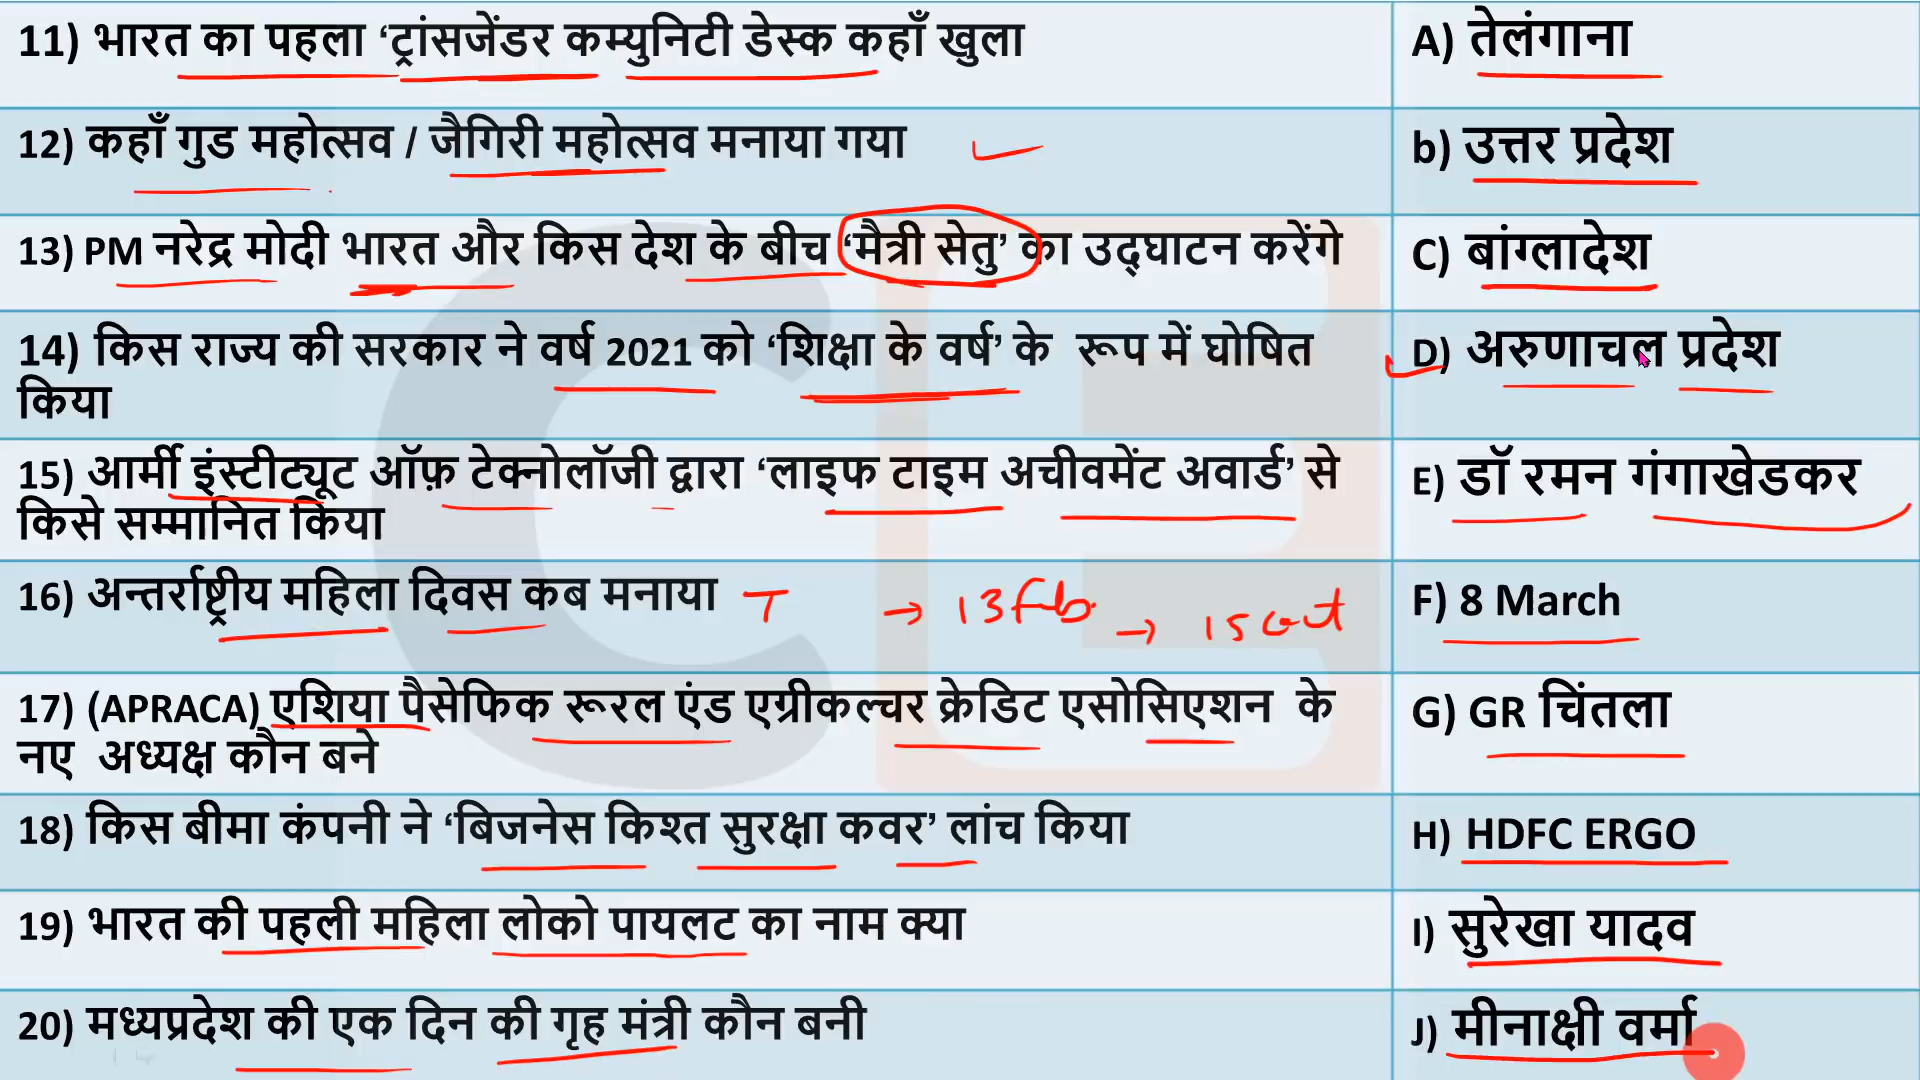 11) भारत का पहला ‘ट्रांसजेंडर कम्युनिटी डेस्क कहाँ खुला
A) तेलंगाना
12) कहाँ गुड महोत्सव / जैगिरी महोत्सव मनाया गया
b) उत्तर प्रदेश
13) PM नरेद्र मोदी भारत और किस देश के बीच ‘मैत्री सेतु’ का उद्घाटन करेंगे
C) बांग्लादेश
14) किस राज्य की सरकार ने वर्ष 2021 को ‘शिक्षा के वर्ष’ के रूप में घोषित
किया
D) अरुणाचल प्रदेश
15) आर्मी इंस्टीट्यूट ऑफ़ टेक्नोलॉजी द्वारा ‘लाइफ टाइम अचीवमेंट अवार्ड’ से
किसे सम्मानित किया
E) डॉ रमन गंगाखेडकर
16) अन्तर्राष्ट्रीय महिला दिवस कब मनाया T → 13 feb. → 15 oct
F) 8 March
17) (APRACA) एशिया पैसेफिक रूरल एंड एग्रीकल्चर क्रेडिट एसोसिएशन के
नए अध्यक्ष कौन बने
G) GR चिंतला
18) किस बीमा कंपनी ने ‘बिजनेस किश्त सुरक्षा कवर’ लांच किया
H) HDFC ERGO
19) भारत की पहली महिला लोको पायलट का नाम क्या
I) सुरेखा यादव
20) मध्यप्रदेश की एक दिन की गृह मंत्री कौन बनी
J) मीनाक्षी वर्मा